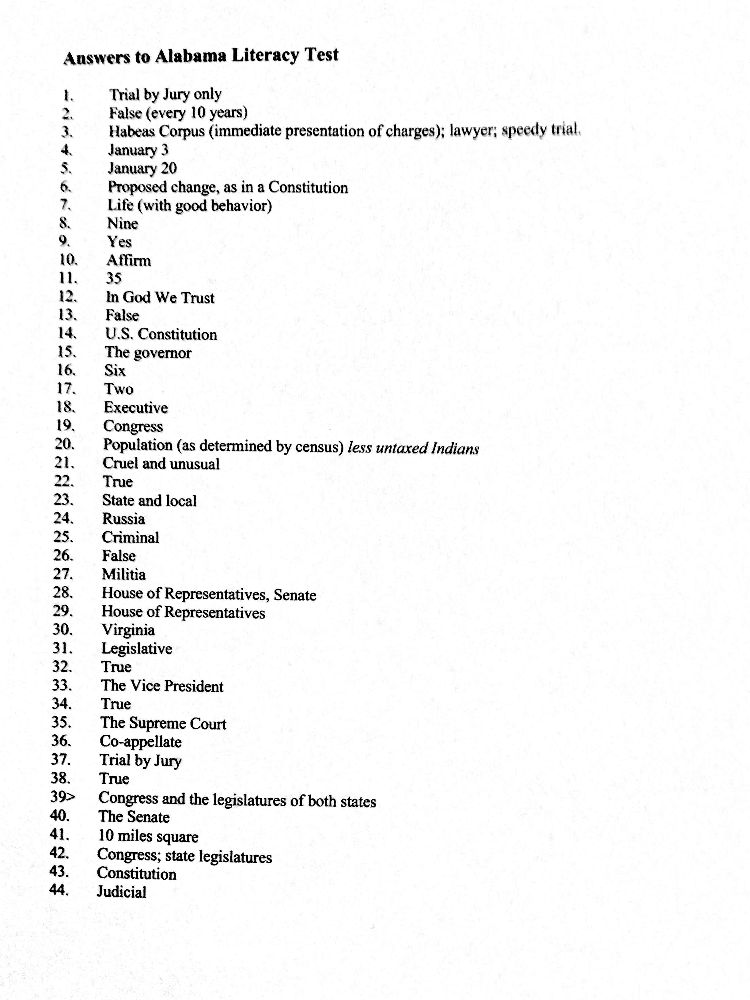 Answers to Alabama Literacy Test
1. Trial by Jury only
2. False (every 10 years)
3. Habeas Corpus (immediate presentation of charges); lawyer; speedy trial.
4. January 3
5. January 20
6. Proposed change, as in a Constitution
7. Life (with good behavior)
8. Nine
9. Yes
10. Affirm
11. 35
12. In God We Trust
13. False
14. U.S. Constitution
15. The governor
16. Six
17. Two
18. Executive
19. Congress
20. Population (as determined by census) less untaxed Indians
21. Cruel and unusual
22. True
23. State and local
24. Russia
25. Criminal
26. False
27. Militia
28. House of Representatives, Senate
29. House of Representatives
30. Virginia
31. Legislative
32. True
33. The Vice President
34. True
35. The Supreme Court
36. Co-appellate
37. Trial by Jury
38. True
39> Congress and the legislatures of both states
40. The Senate
41. 10 miles square
42. Congress; state legislatures
43. Constitution
44. Judicial